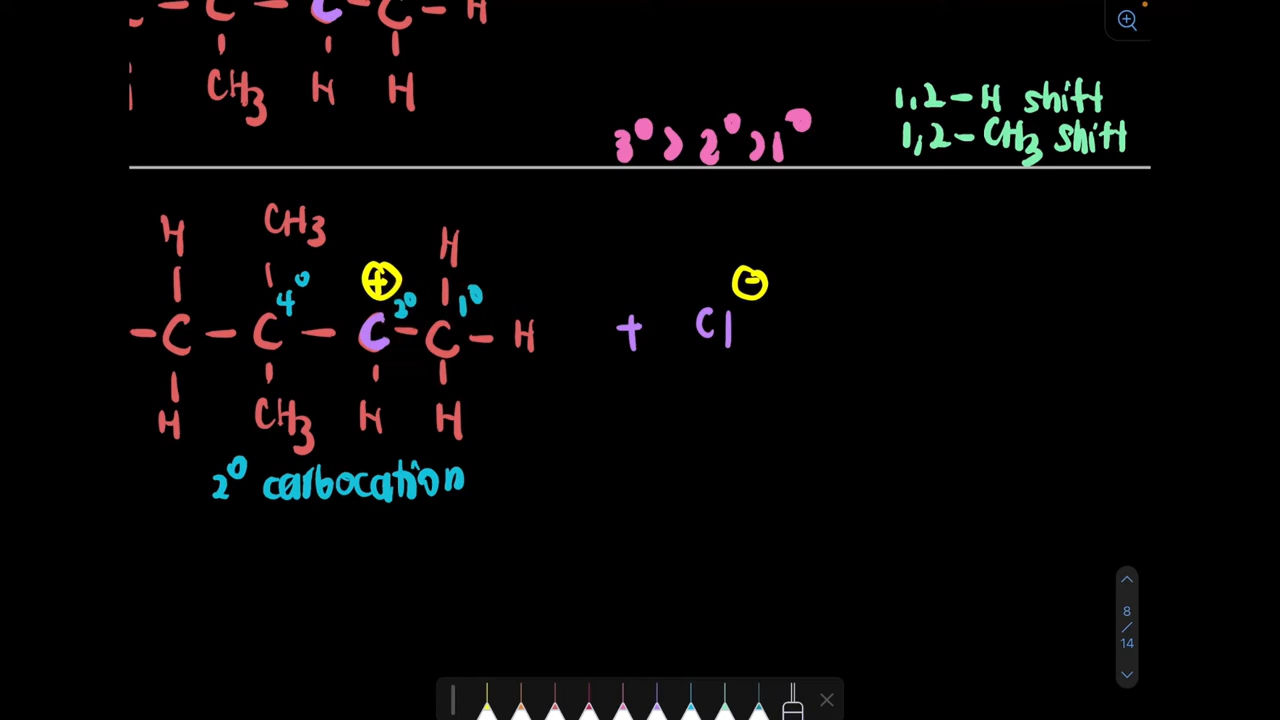 – C – C – C – H
CH3 H H
1,2 – H shift
3° > 2° > 1° 1,2 – CH3 shift
H CH3 H
⊕ ⊖
4° 2° 1°
– C – C – C – C – H + Cl
H CH3 H H
2° carbocation
8
/
14